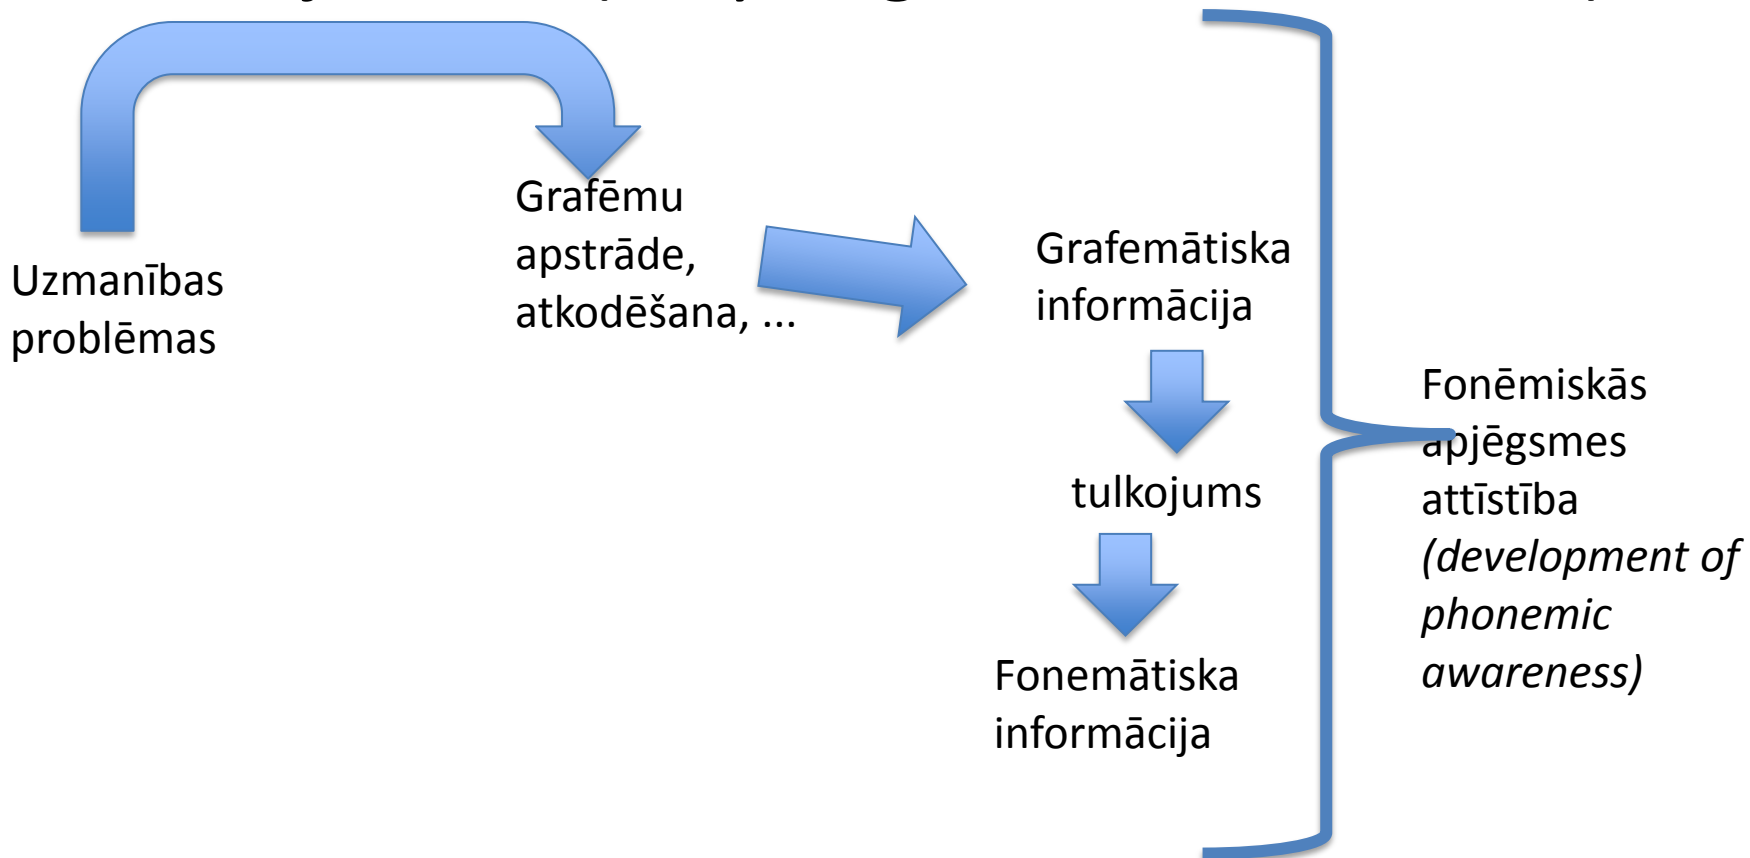 Uzmanības
problēmas
Grafēmu
apstrāde,
atkodēšana, ...
Grafemātiska
informācija
tulkojums
Fonemātiska
informācija
Fonēmiskās
apjēgsmes
attīstība
(development of
phonemic
awareness)